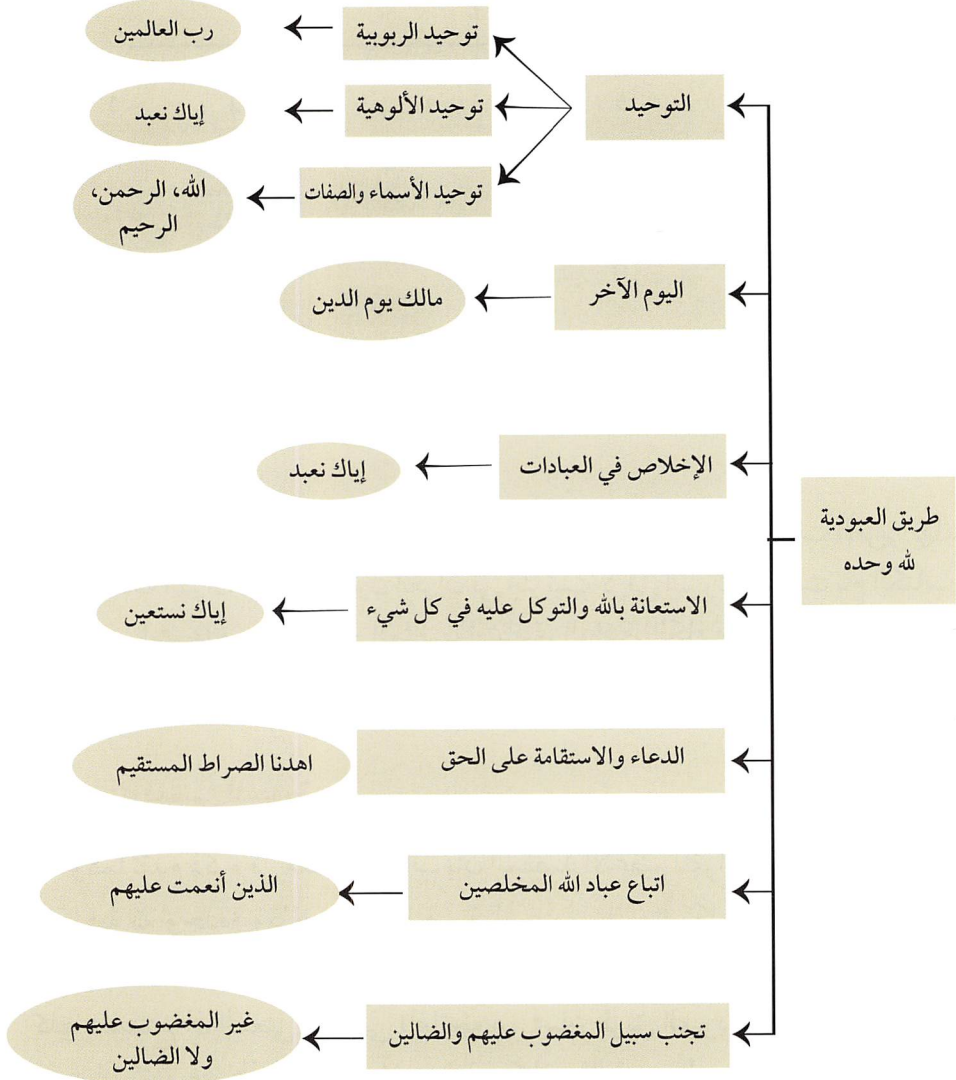 طريق العبودية
لله وحده
التوحيد
توحيد الربوبية
رب العالمين
توحيد الألوهية
إياك نعبد
توحيد الأسماء والصفات
الله، الرحمن،
الرحيم
اليوم الآخر
مالك يوم الدين
الإخلاص في العبادات
إياك نعبد
الاستعانة بالله والتوكل عليه في كل شيء
إياك نستعين
الدعاء والاستقامة على الحق
اهدنا الصراط المستقيم
اتباع عباد الله المخلصين
الذين أنعمت عليهم
تجنب سبيل المغضوب عليهم والضالين
غير المغضوب عليهم
ولا الضالين